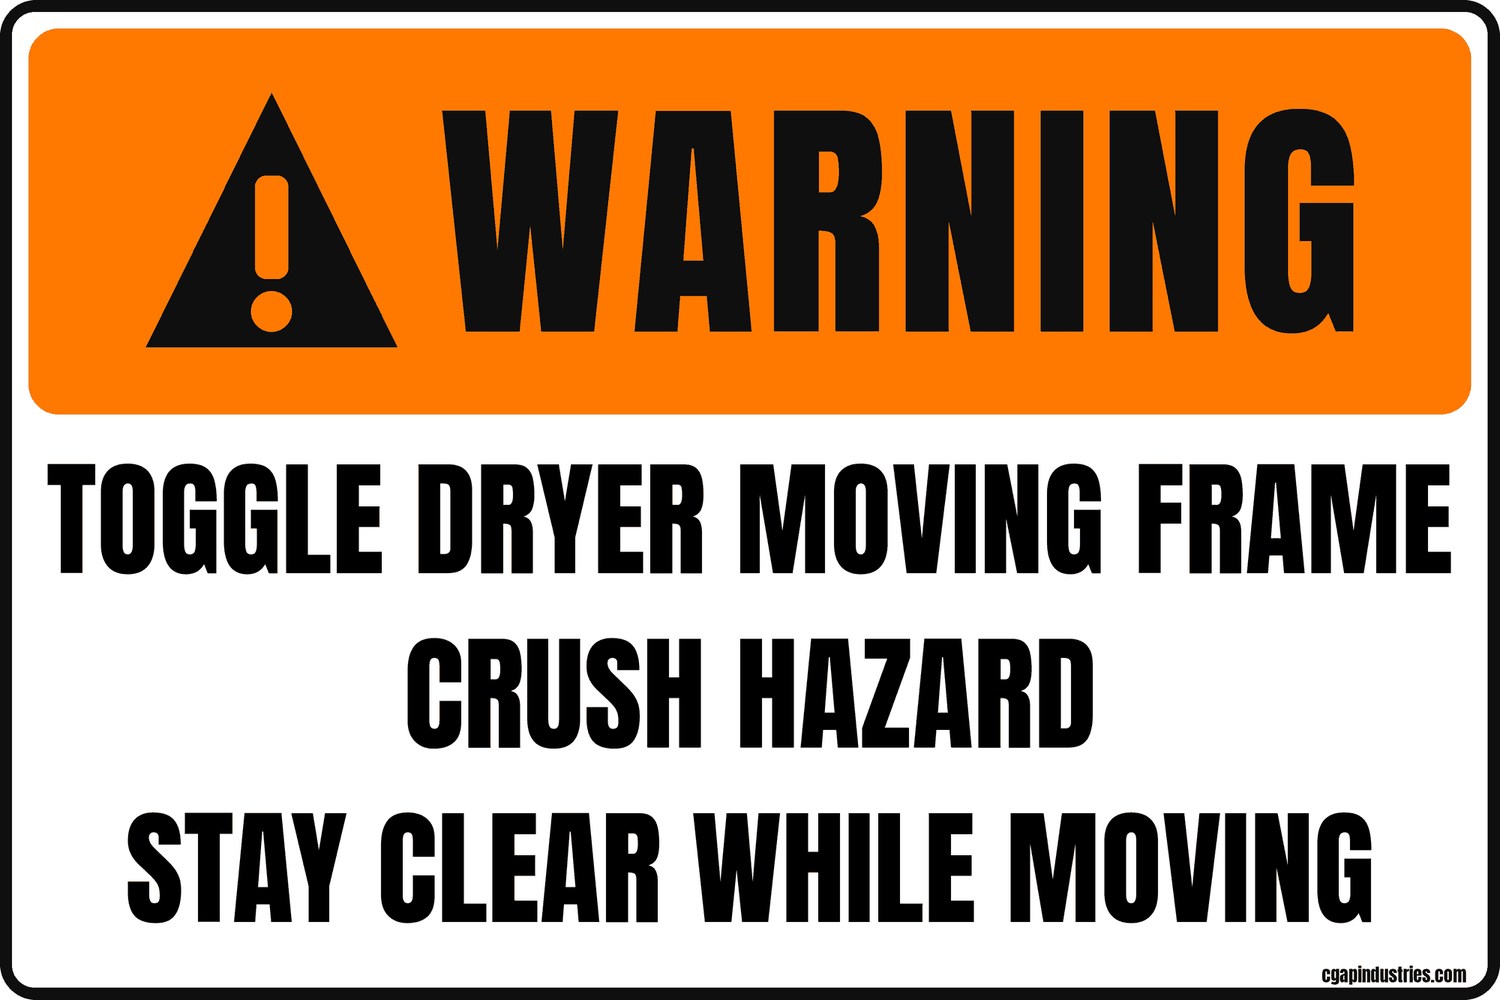 WARNING
TOGGLE DRYER MOVING FRAME
CRUSH HAZARD
STAY CLEAR WHILE MOVING
cgapindustries.com